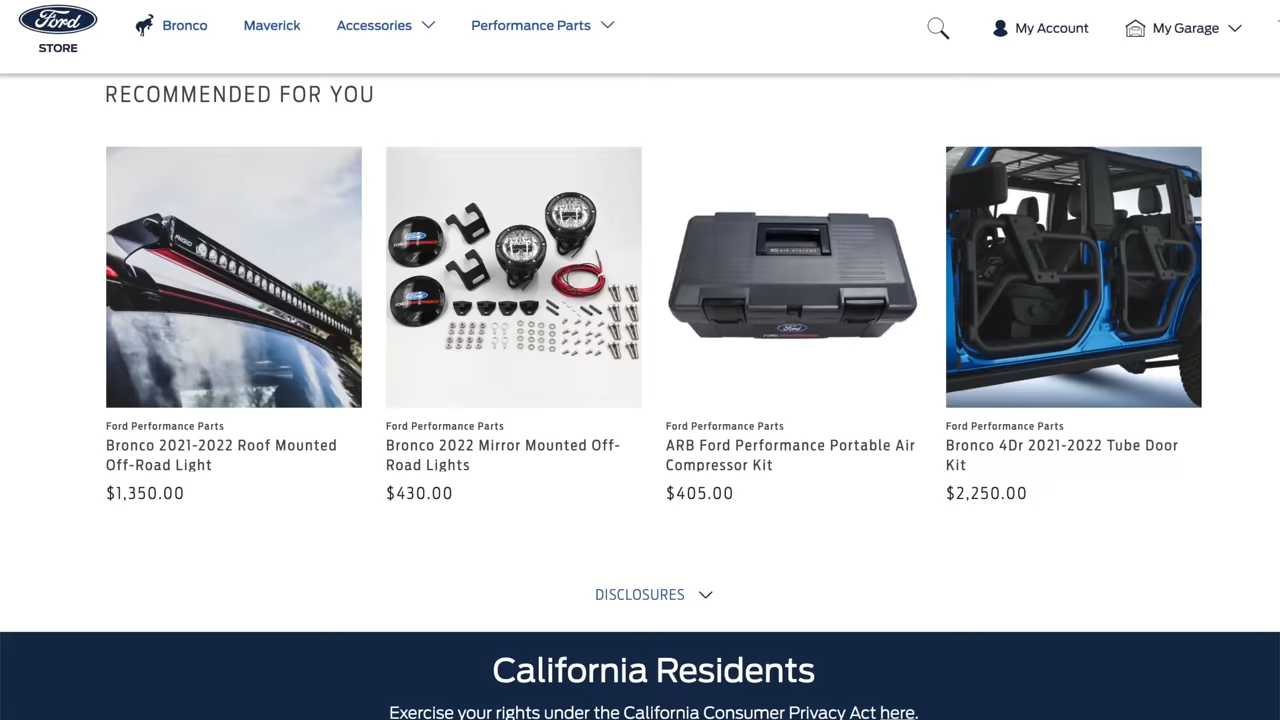 Ford
STORE
Bronco
Maverick
Accessories
Performance Parts
My Account
My Garage
RECOMMENDED FOR YOU
RIGID
Ford
Ford
Ford
Ford Performance Parts
Bronco 2021-2022 Roof Mounted
Off-Road Light
$1,350.00
Ford Performance Parts
Bronco 2022 Mirror Mounted Off-
Road Lights
$430.00
Ford Performance Parts
ARB Ford Performance Portable Air
Compressor Kit
$405.00
Ford Performance Parts
Bronco 4Dr 2021-2022 Tube Door
Kit
$2,250.00
DISCLOSURES
California Residents
Exercise your rights under the California Consumer Privacy Act here.